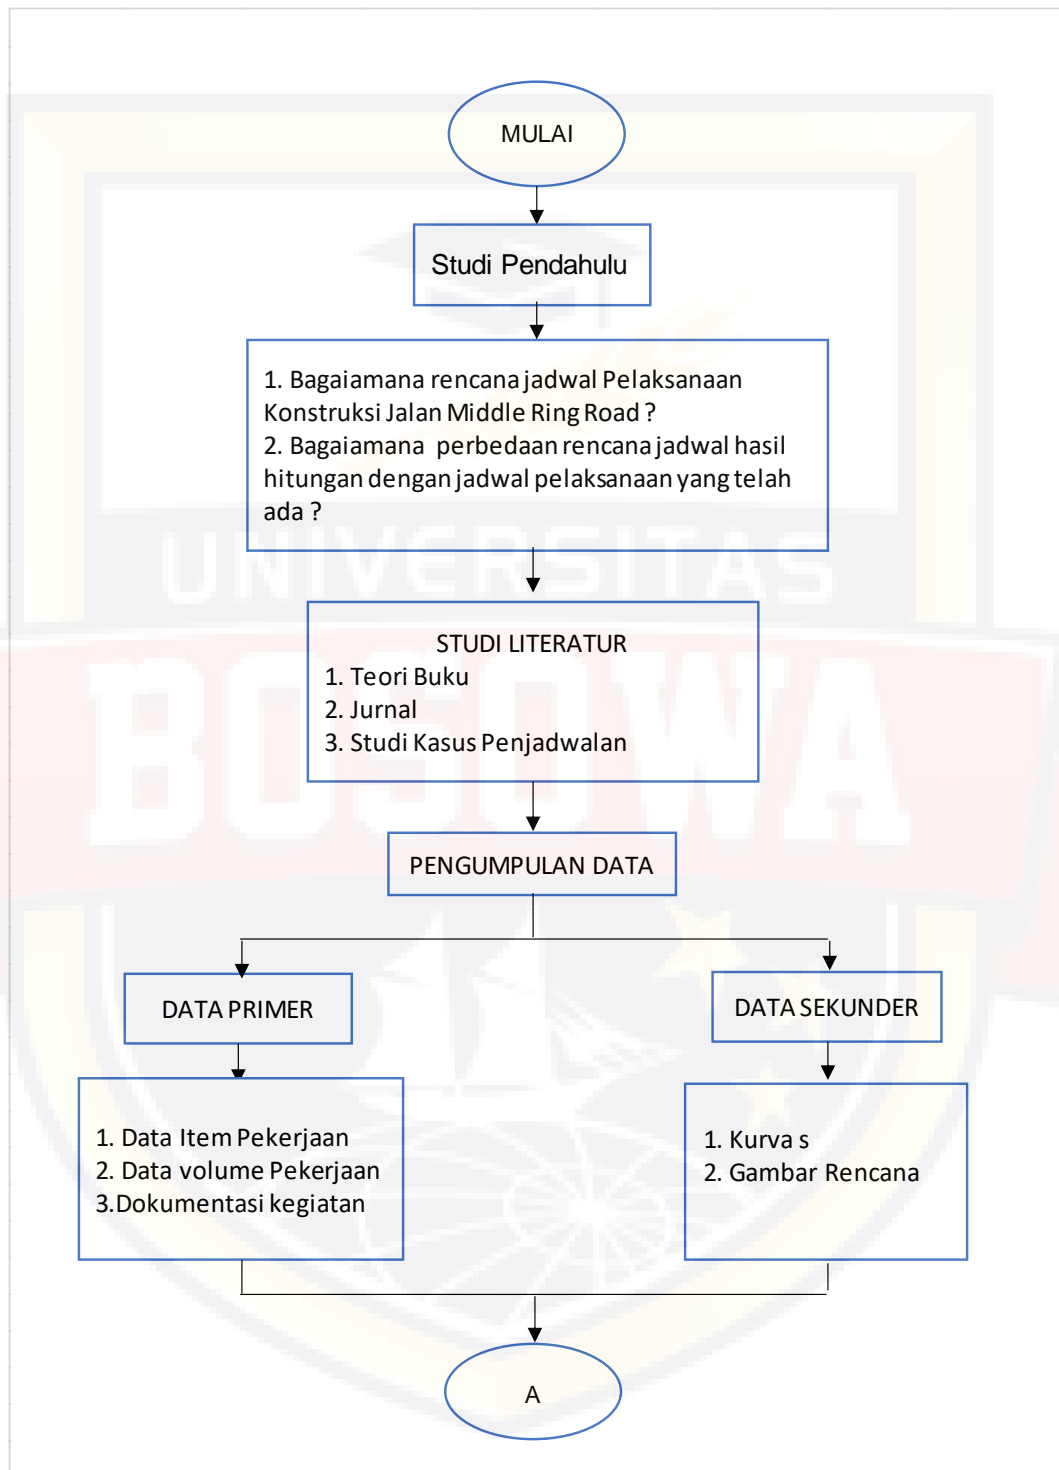 MULAI
Studi Pendahulu
1. Bagaiamana rencana jadwal Pelaksanaan
Konstruksi Jalan Middle Ring Road ?
2. Bagaiamana perbedaan rencana jadwal hasil
hitungan dengan jadwal pelaksanaan yang telah
ada ?
UNIVERSITAS
STUDI LITERATUR
1. Teori Buku
2. Jurnal
3. Studi Kasus Penjadwalan
BOSOWA
PENGUMPULAN DATA
DATA PRIMER
DATA SEKUNDER
1. Data Item Pekerjaan
2. Data volume Pekerjaan
3.Dokumentasi kegiatan
1. Kurva s
2. Gambar Rencana
A